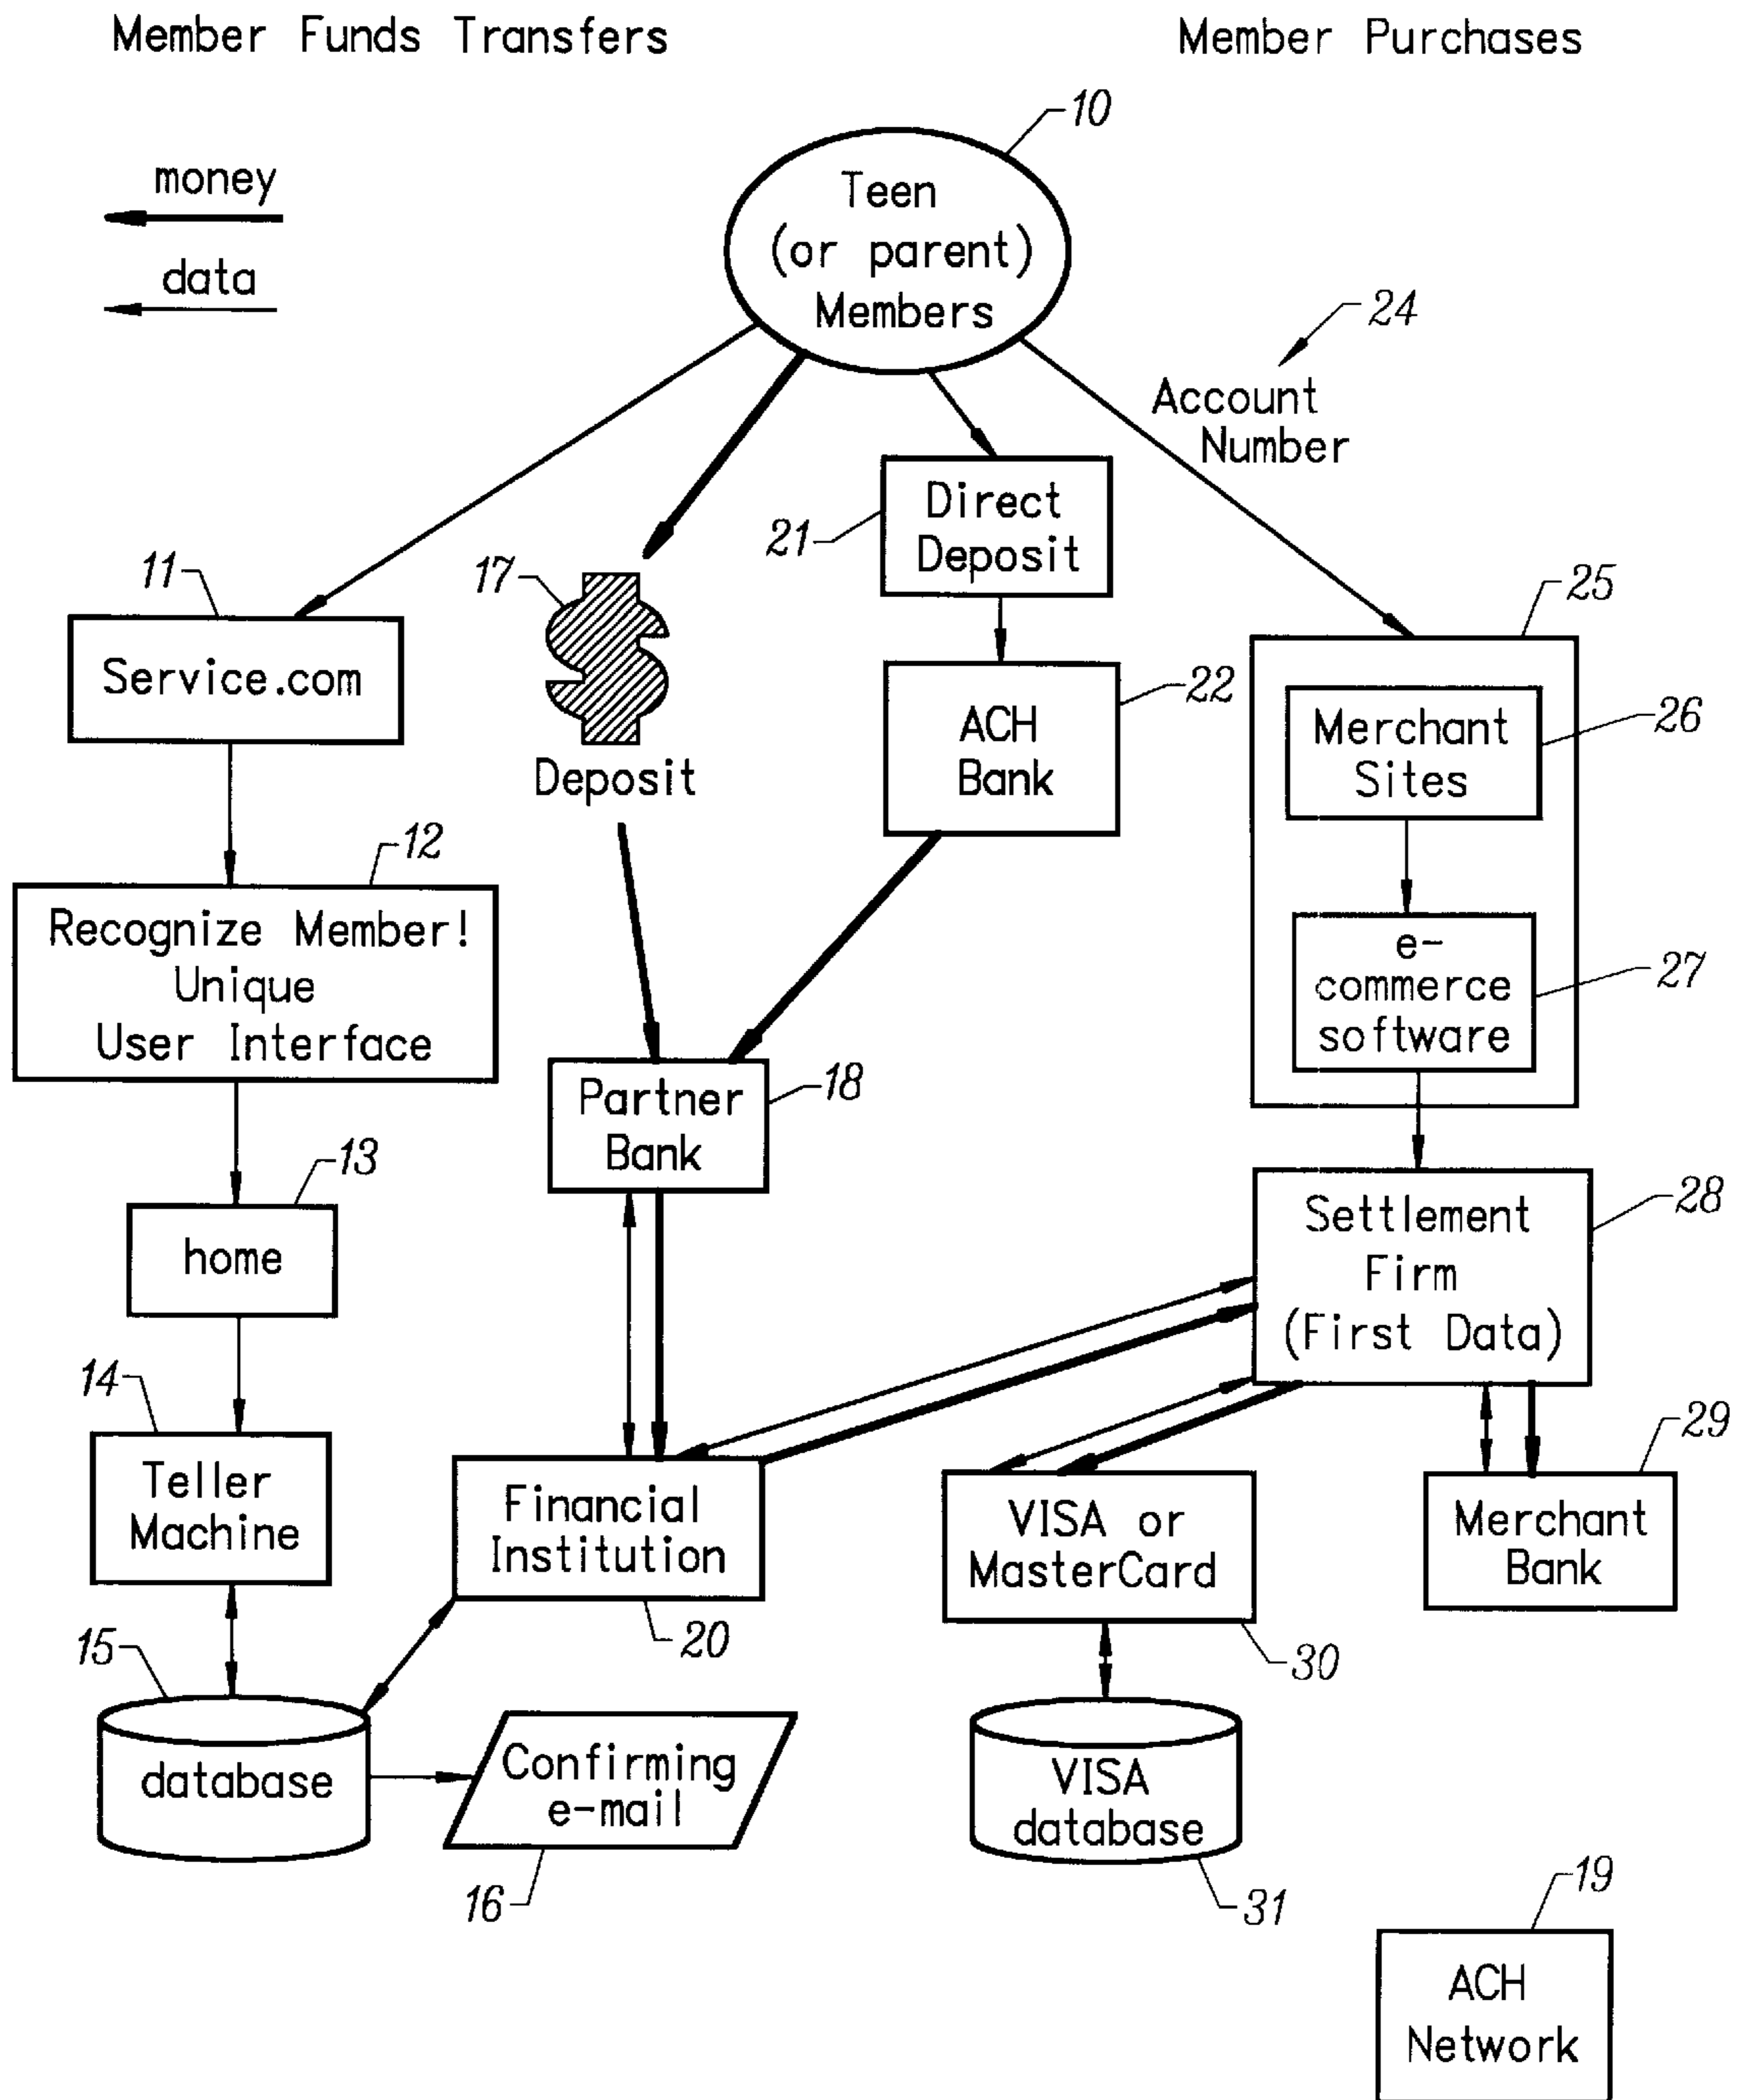 Member Funds Transfers
Member Purchases
10
money
data
Teen
(or parent)
Members
24
Account
Number
11
Service.com
17
Deposit
21
Direct
Deposit
22
ACH
Bank
25
Merchant
Sites
26
e-
commerce
software
27
12
Recognize Member!
Unique
User Interface
13
home
Partner
Bank
18
Settlement
Firm
(First Data)
28
14
Teller
Machine
Financial
Institution
20
VISA or
MasterCard
30
Merchant
Bank
29
15
database
Confirming
e-mail
16
VISA
database
31
19
ACH
Network